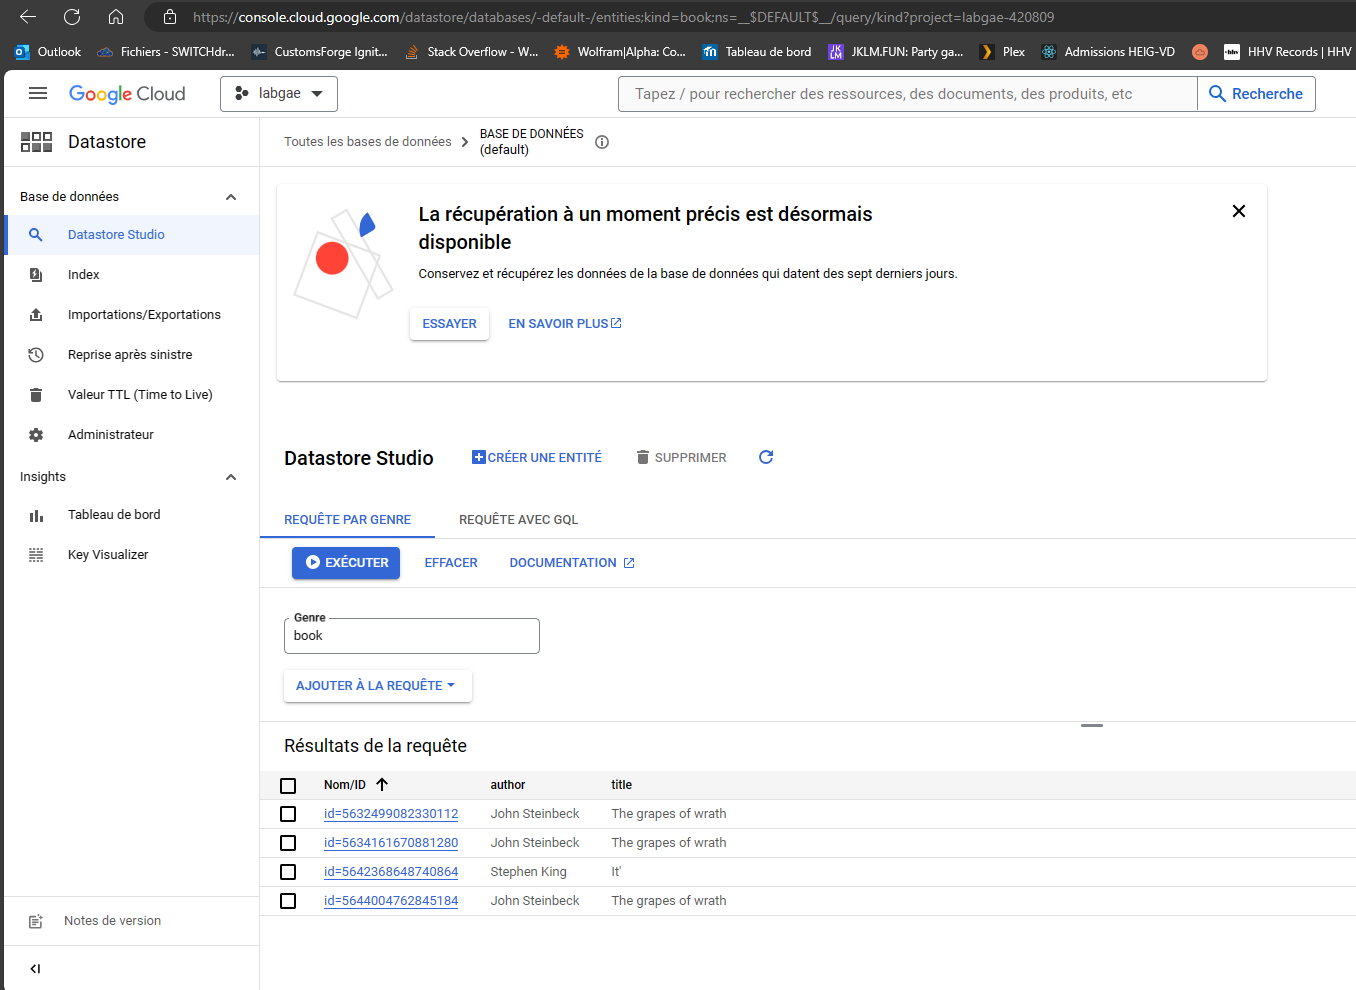 https://console.cloud.google.com/datastore/databases/-default-/entities;kind=book;ns=__$DEFAULT$__/query/kind?project=labgae-420809
Outlook
Fichiers - SWITCHdr...
CustomsForge Ignit...
Stack Overflow - W...
Wolfram|Alpha: Co...
Tableau de bord
JKLM.FUN: Party ga...
Plex
Admissions HEIG-VD
HHV Records | HHV
Google Cloud
labgae
Tapez / pour rechercher des ressources, des documents, des produits, etc
Recherche
Datastore
Toutes les bases de données
BASE DE DONNÉES
(default)
Base de données
Datastore Studio
Index
Importations/Exportations
Reprise après sinistre
Valeur TTL (Time to Live)
Administrateur
Insights
Tableau de bord
Key Visualizer
Notes de version
La récupération à un moment précis est désormais
disponible
Conservez et récupérez les données de la base de données qui datent des sept derniers jours.
ESSAYER
EN SAVOIR PLUS
Datastore Studio
CRÉER UNE ENTITÉ
SUPPRIMER
REQUÊTE PAR GENRE
REQUÊTE AVEC GQL
EXÉCUTER
EFFACER
DOCUMENTATION
Genre
book
AJOUTER À LA REQUÊTE
Résultats de la requête
Nom/ID author title
id=5632499082330112 John Steinbeck The grapes of wrath
id=5634161670881280 John Steinbeck The grapes of wrath
id=5642368648740864 Stephen King It'
id=5644004762845184 John Steinbeck The grapes of wrath